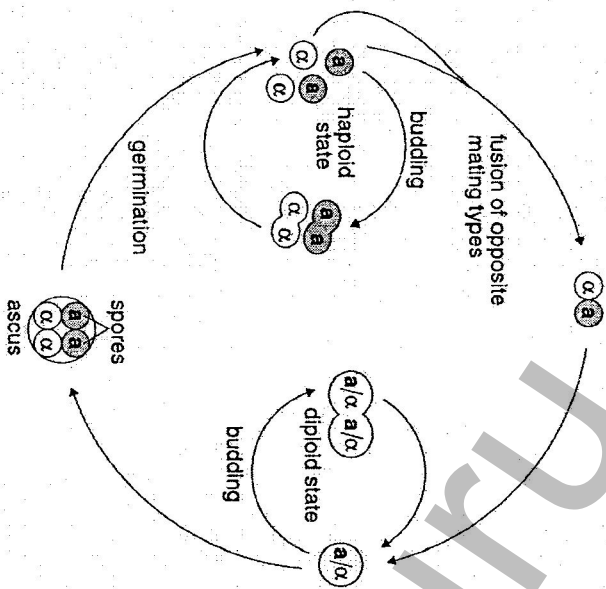 α a
fusion of opposite
mating types
budding
a
α a
α
haploid
state
a a
α α
a/α a/α
diploid state
a/α
budding
germination
spores
a a
α α
ascus